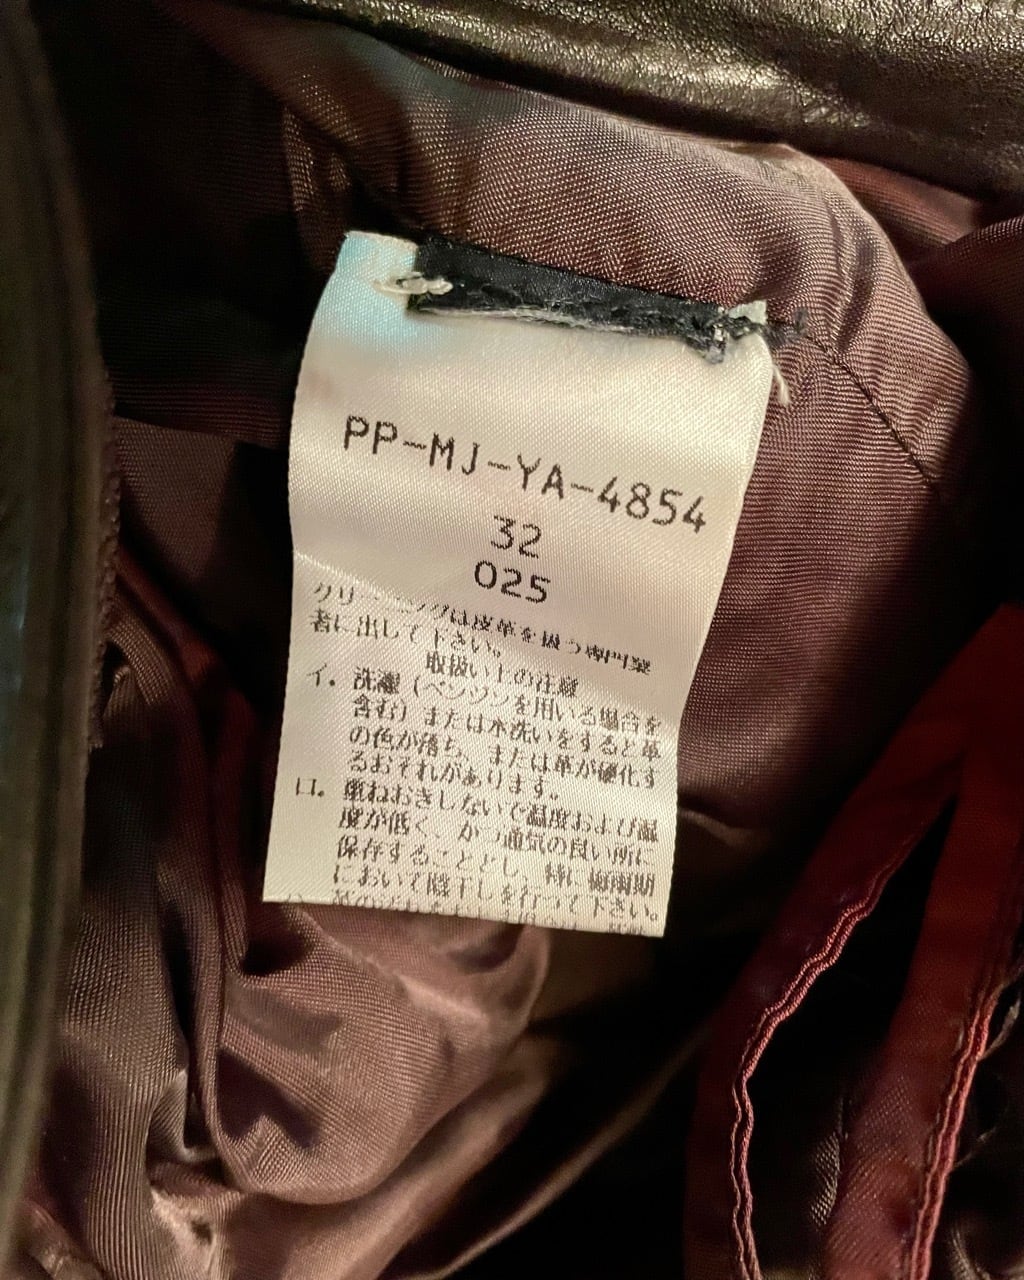 PP-MJ-YA-4854
32
025
クリーニングは皮革を扱う専門業
者に出して下さい。
取扱い上の注意
イ. 洗濯(ベンジンを用いる場合を
含む)または水洗いをすると革
の色が落ち、または革が硬化す
るおそれがあります。
ロ. 重ねおきしないで温度および湿
度が低く、かつ通気の良い所に
保存することとし、特に梅雨期
において陰干しを行って下さい。